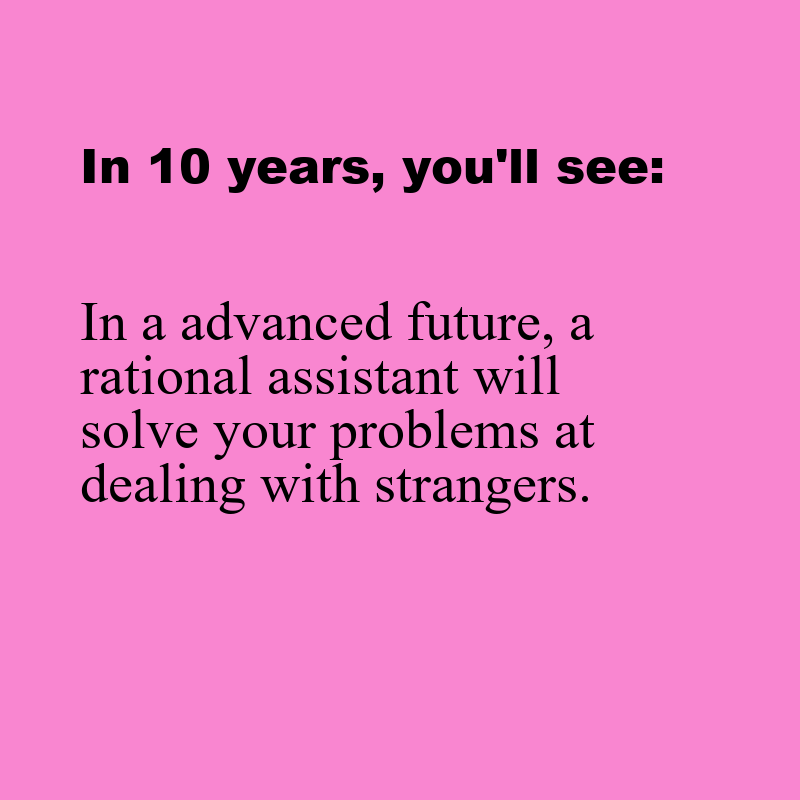 In 10 years, you'll see:
In a advanced future, a
rational assistant will
solve your problems at
dealing with strangers.